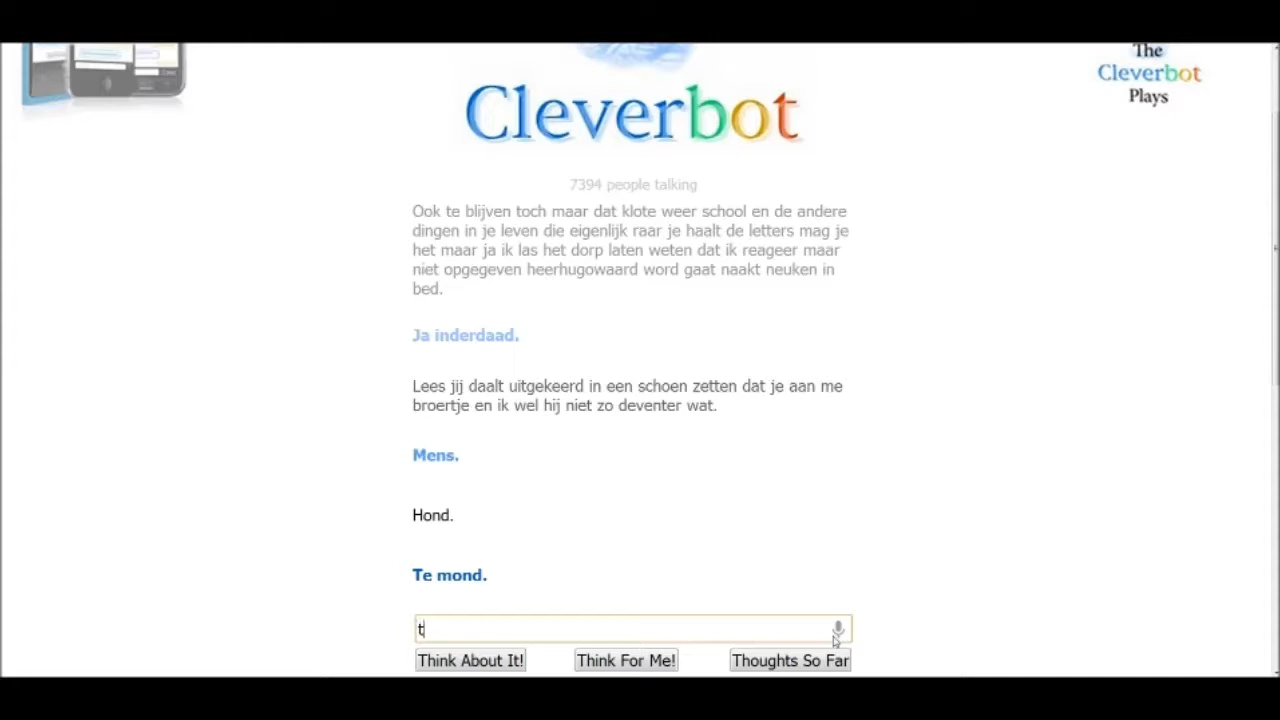 The
Cleverbot
Plays
Cleverbot
7394 people talking
Ook te blijven toch maar dat klote weer school en de andere
dingen in je leven die eigenlijk raar je haalt de letters mag je
het maar ja ik las het dorp laten weten dat ik reageer maar
niet opgegeven heerhugowaard word gaat naakt neuken in
bed.
Ja inderdaad.
Lees jij daalt uitgekeerd in een schoen zetten dat je aan me
broertje en ik wel hij niet zo deventer wat.
Mens.
Hond.
Te mond.
t
Think About It!
Think For Me!
Thoughts So Far